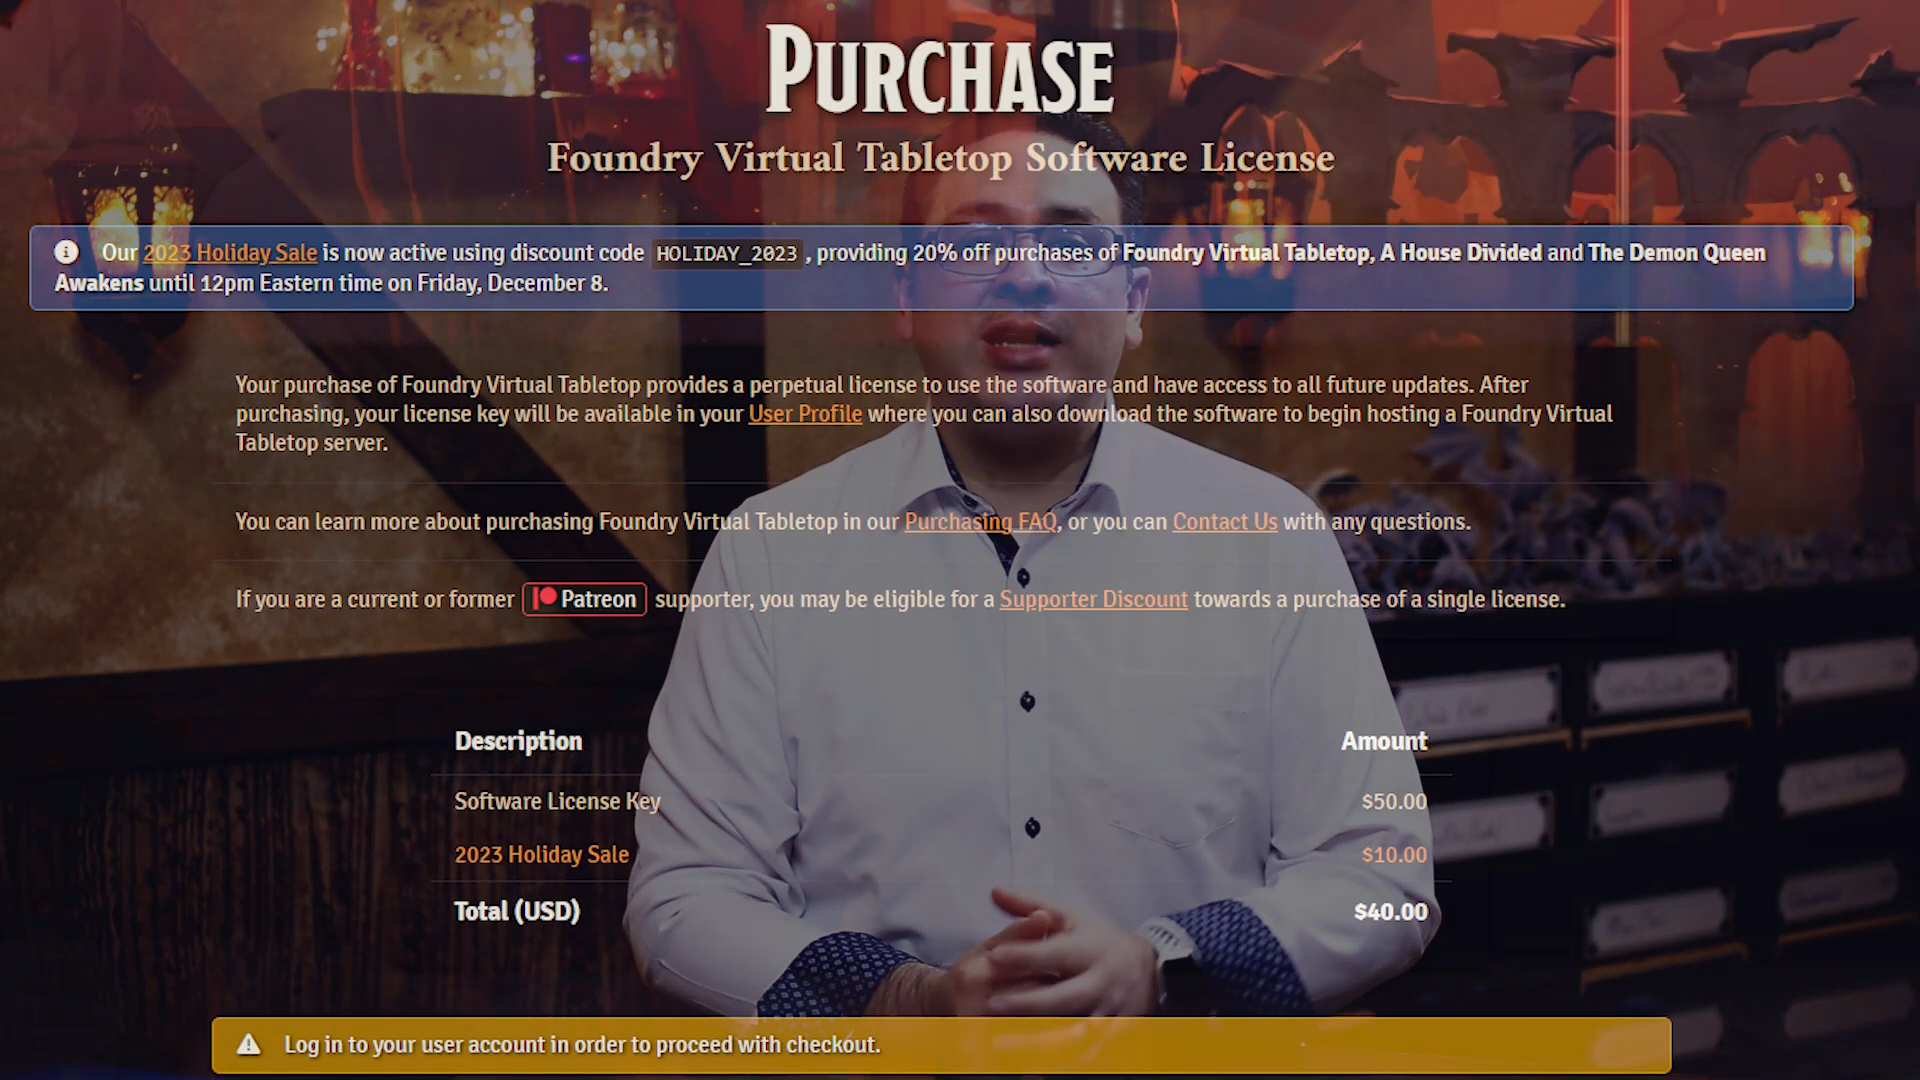 PURCHASE
Foundry Virtual Tabletop Software License
Our 2023 Holiday Sale is now active using discount code HOLIDAY_2023 , providing 20% off purchases of Foundry Virtual Tabletop, A House Divided and The Demon Queen
Awakens until 12pm Eastern time on Friday, December 8.
Your purchase of Foundry Virtual Tabletop provides a perpetual license to use the software and have access to all future updates. After
purchasing, your license key will be available in your User Profile where you can also download the software to begin hosting a Foundry Virtual
Tabletop server.
You can learn more about purchasing Foundry Virtual Tabletop in our Purchasing FAQ, or you can Contact Us with any questions.
If you are a current or former Patreon supporter, you may be eligible for a Supporter Discount towards a purchase of a single license.
Description Amount
Software License Key $50.00
2023 Holiday Sale $10.00
Total (USD) $40.00
Log in to your user account in order to proceed with checkout.